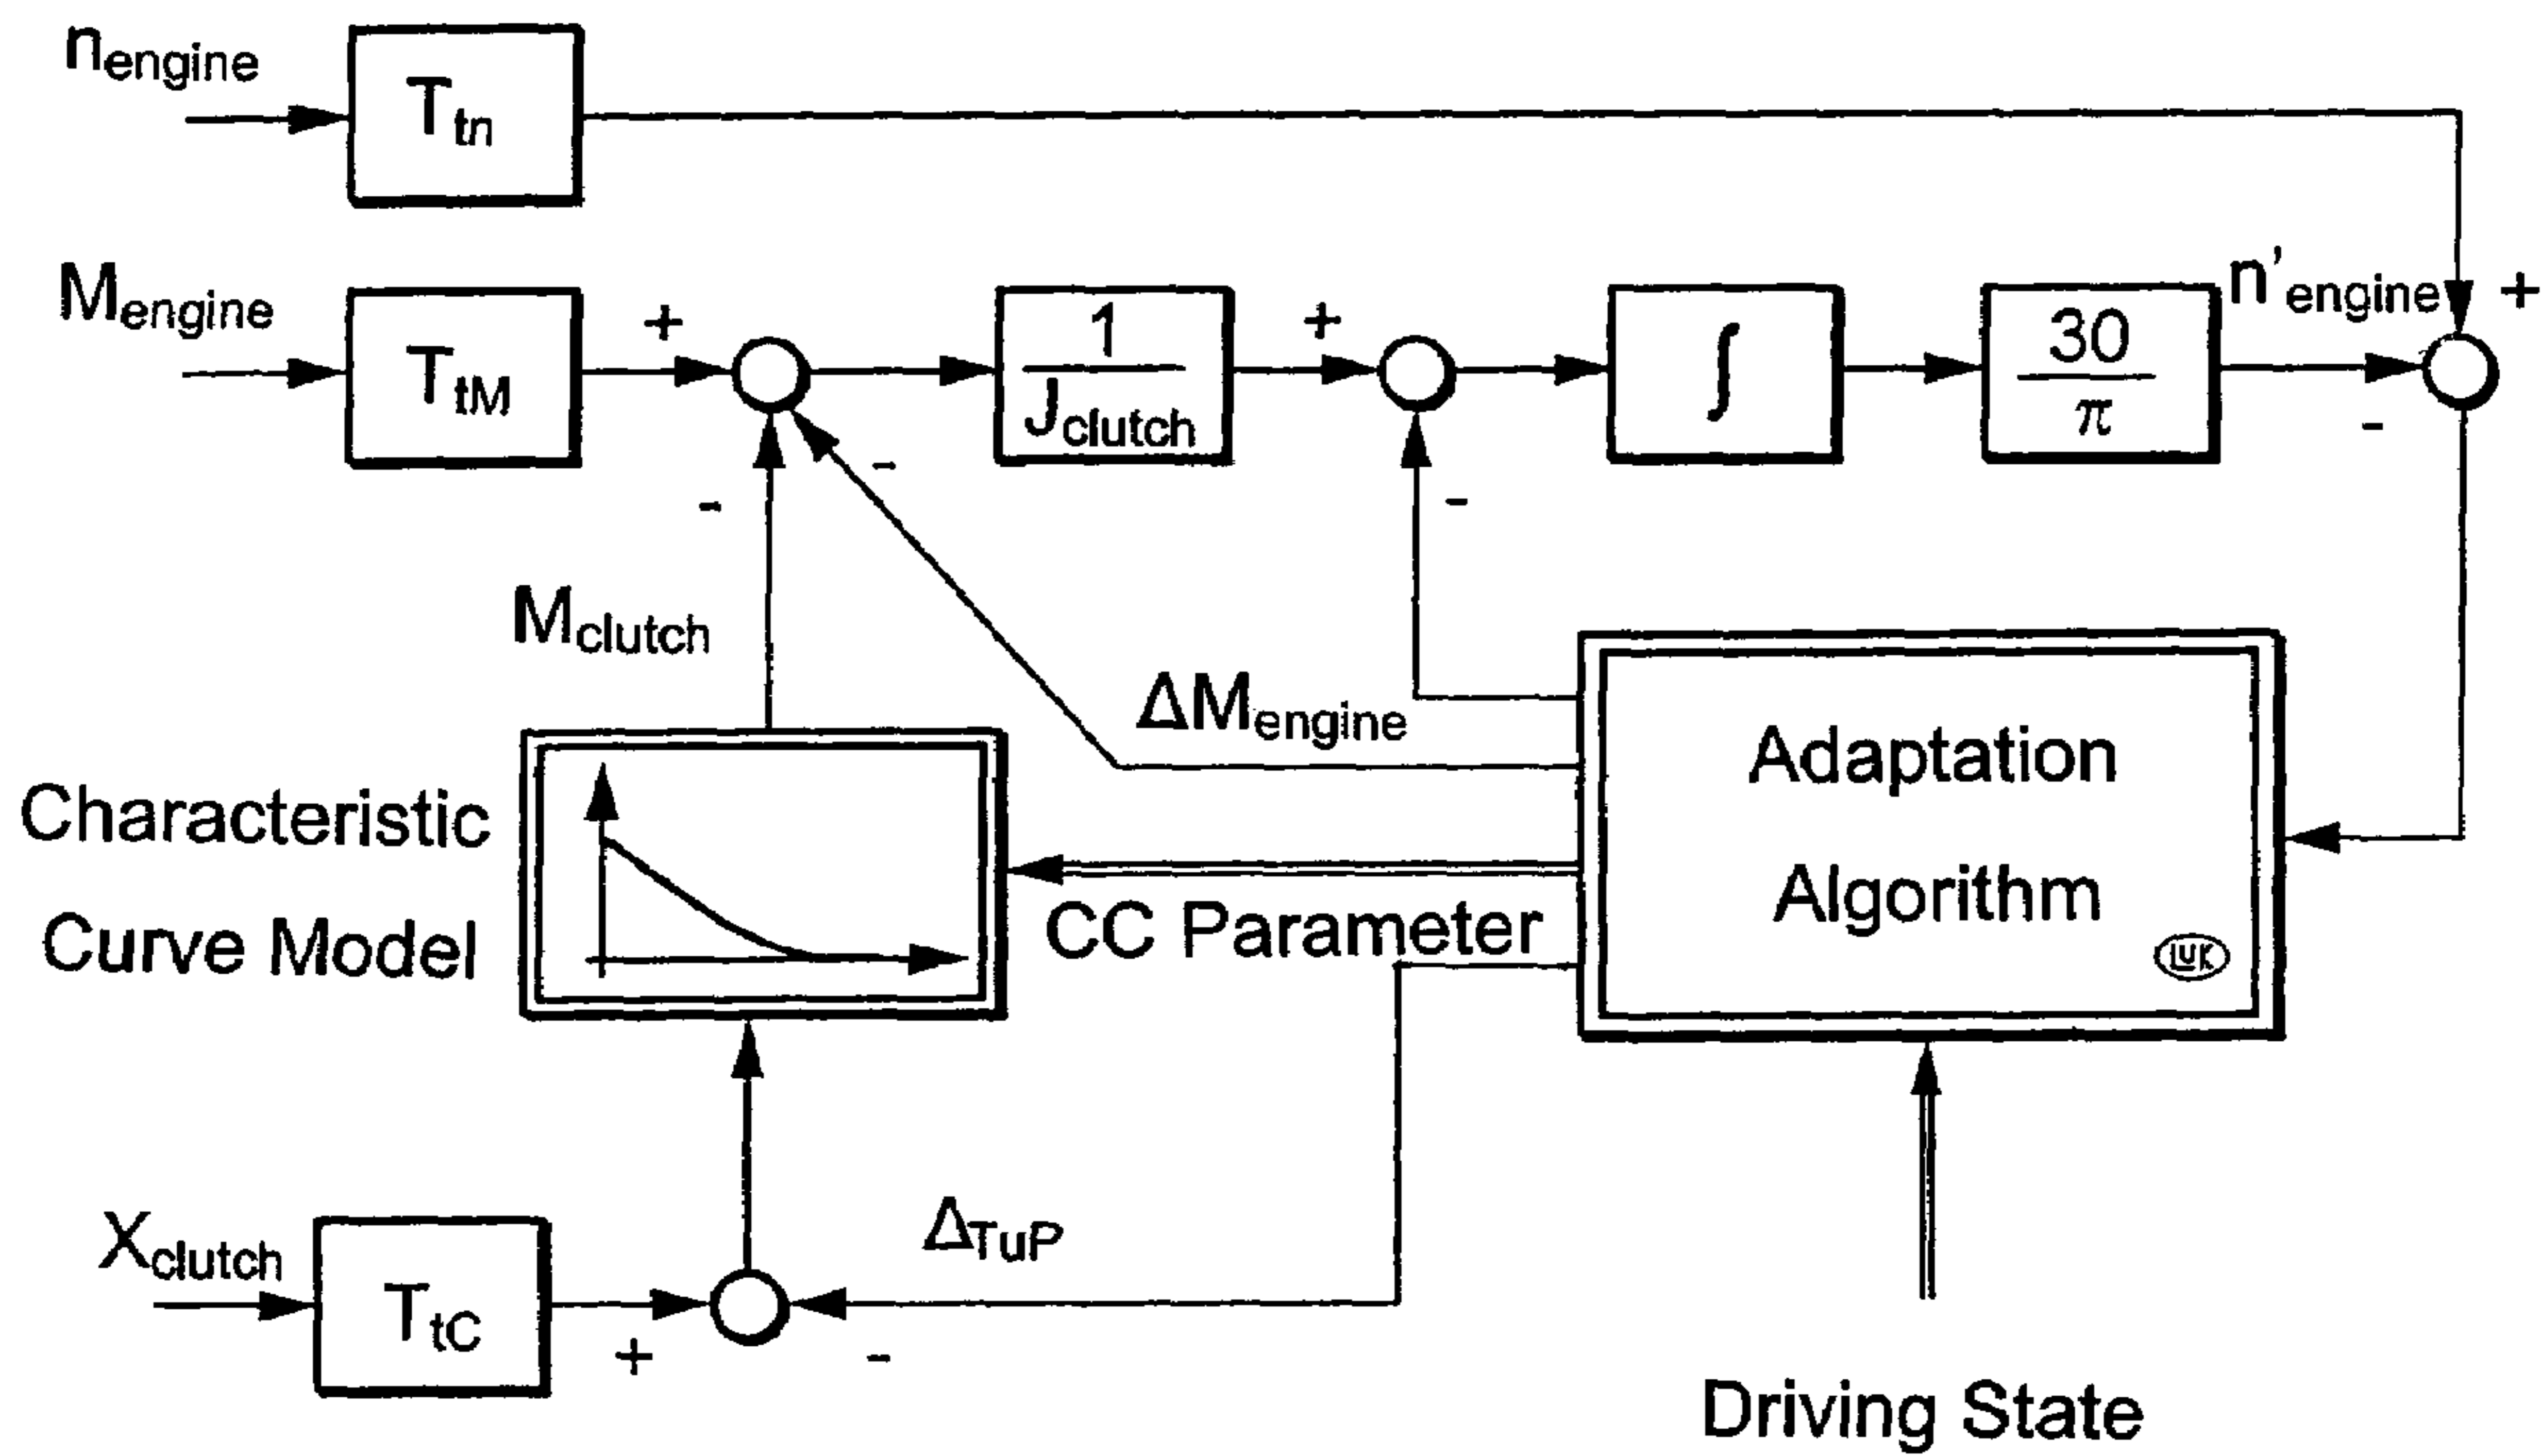 n_engine
T_tn
M_engine
T_tM
+
-
-
1
J_clutch
+
-
∫
30
π
n'_engine
+
-
M_clutch
ΔM_engine
Characteristic
Curve Model
CC Parameter
Adaptation
Algorithm
LUK
X_clutch
T_tC
+
-
Δ_TuP
Driving State